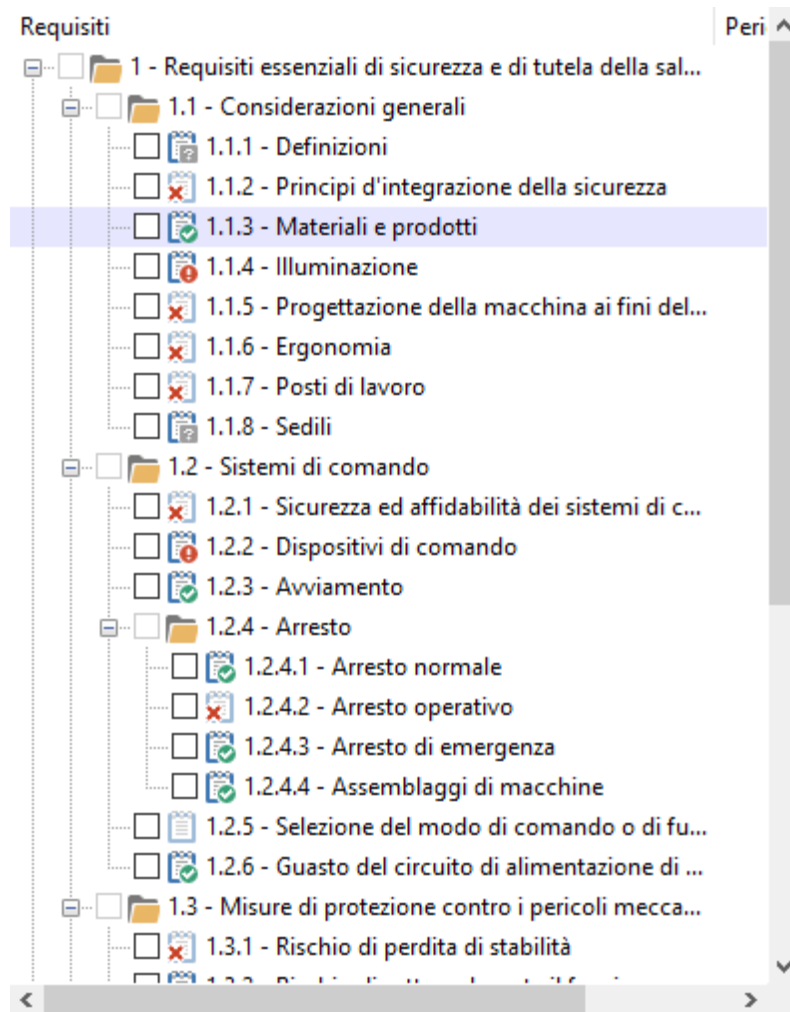 Requisiti Peri
1 - Requisiti essenziali di sicurezza e di tutela della sal...
1.1 - Considerazioni generali
1.1.1 - Definizioni
1.1.2 - Principi d'integrazione della sicurezza
1.1.3 - Materiali e prodotti
1.1.4 - Illuminazione
1.1.5 - Progettazione della macchina ai fini del...
1.1.6 - Ergonomia
1.1.7 - Posti di lavoro
1.1.8 - Sedili
1.2 - Sistemi di comando
1.2.1 - Sicurezza ed affidabilità dei sistemi di c...
1.2.2 - Dispositivi di comando
1.2.3 - Avviamento
1.2.4 - Arresto
1.2.4.1 - Arresto normale
1.2.4.2 - Arresto operativo
1.2.4.3 - Arresto di emergenza
1.2.4.4 - Assemblaggi di macchine
1.2.5 - Selezione del modo di comando o di fu...
1.2.6 - Guasto del circuito di alimentazione di ...
1.3 - Misure di protezione contro i pericoli mecca...
1.3.1 - Rischio di perdita di stabilità